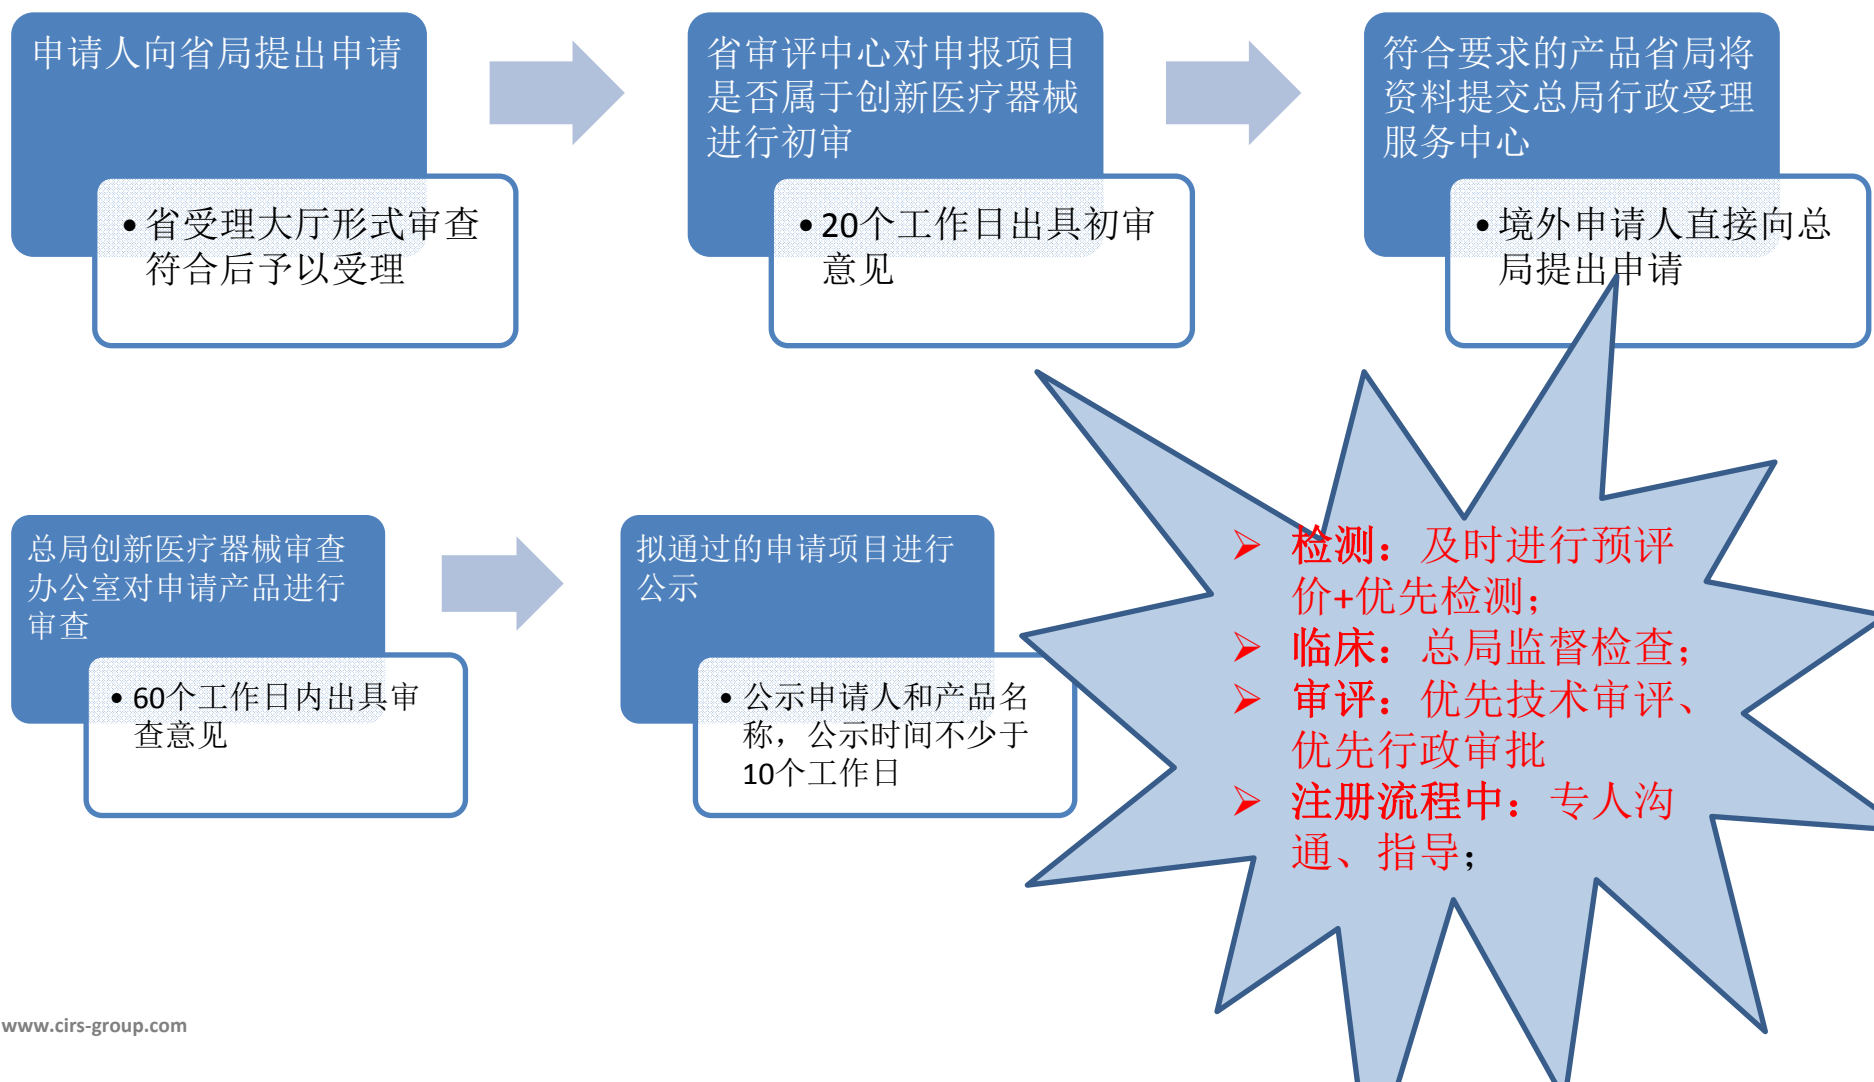 申请人向省局提出申请
• 省受理大厅形式审查
符合后予以受理
省审评中心对申报项目
是否属于创新医疗器械
进行初审
• 20个工作日出具初审
意见
符合要求的产品省局将
资料提交总局行政受理
服务中心
• 境外申请人直接向总
局提出申请
总局创新医疗器械审查
办公室对申请产品进行
审查
• 60个工作日内出具审
查意见
拟通过的申请项目进行
公示
• 公示申请人和产品名
称，公示时间不少于
10个工作日
➢ 检测：及时进行预评
价+优先检测；
➢ 临床：总局监督检查；
➢ 审评：优先技术审评、
优先行政审批
➢ 注册流程中：专人沟
通、指导；
www.cirs-group.com